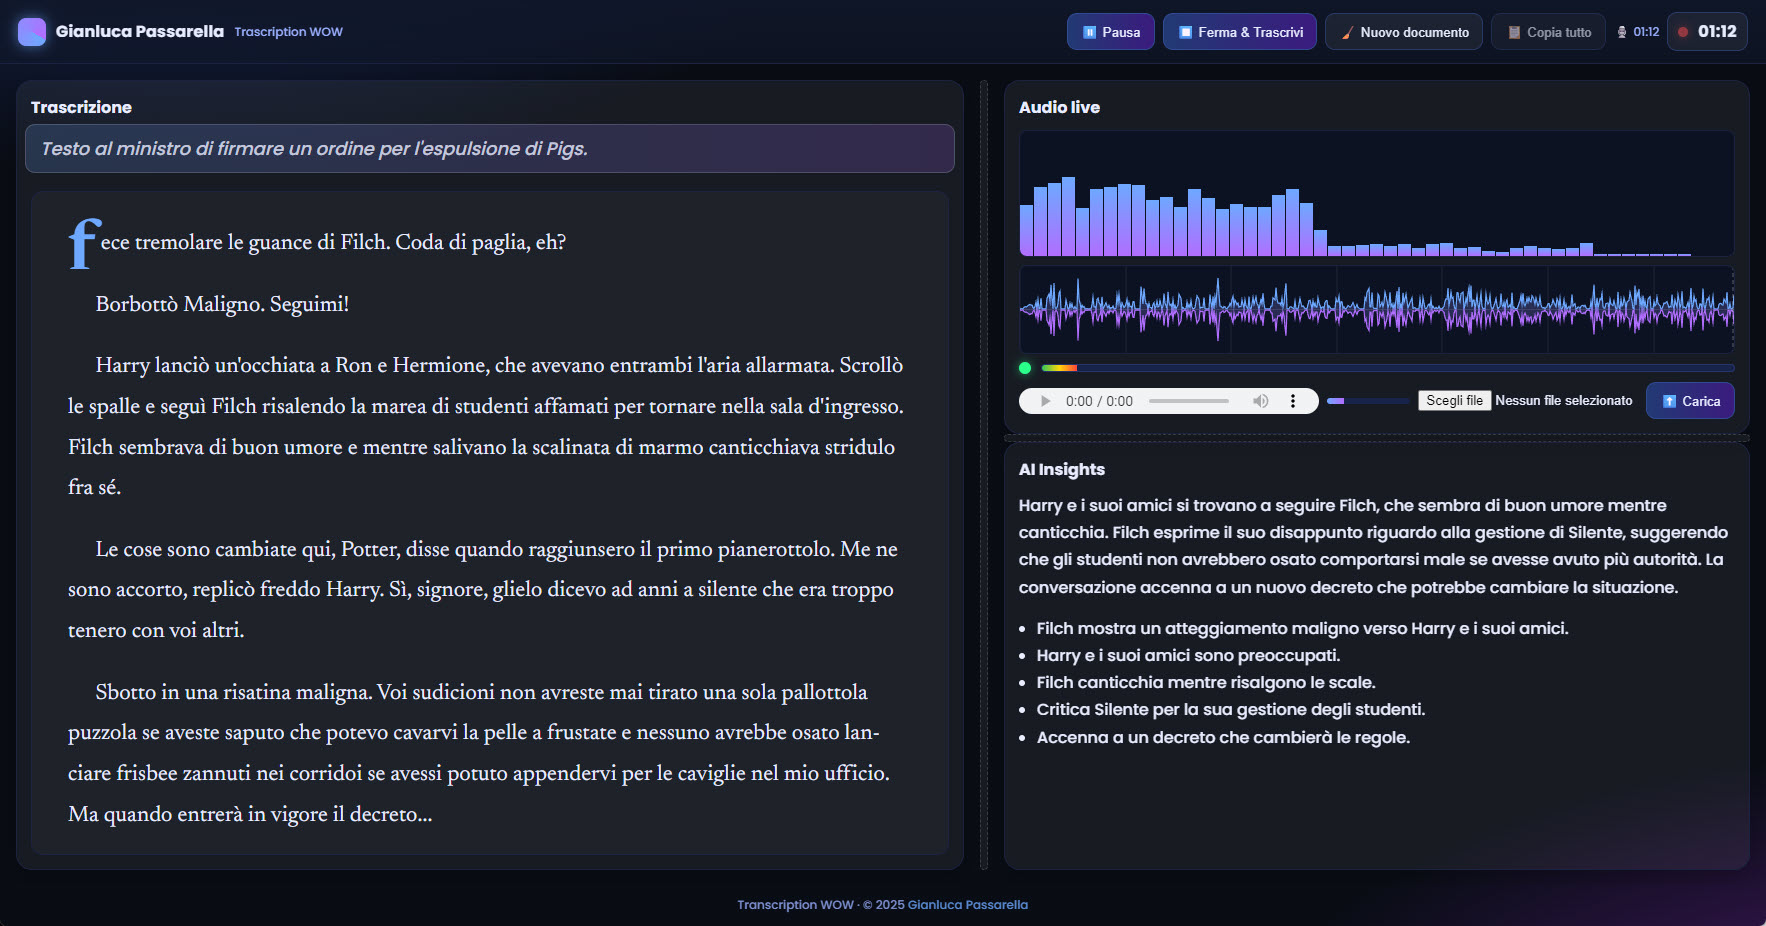 Gianluca Passarella Trascription WOW
Pausa
Ferma & Trascrivi
Nuovo documento
Copia tutto
01:12
01:12
Trascrizione
Testo al ministro di firmare un ordine per l'espulsione di Pigs.
fece tremolare le guance di Filch. Coda di paglia, eh?
Borbottò Maligno. Seguimi!
Harry lanciò un'occhiata a Ron e Hermione, che avevano entrambi l'aria allarmata. Scrollò
le spalle e seguì Filch risalendo la marea di studenti affamati per tornare nella sala d'ingresso.
Filch sembrava di buon umore e mentre salivano la scalinata di marmo canticchiava stridulo
fra sé.
Le cose sono cambiate qui, Potter, disse quando raggiunsero il primo pianerottolo. Me ne
sono accorto, replicò freddo Harry. Sì, signore, glielo dicevo ad anni a silente che era troppo
tenero con voi altri.
Sbotto in una risatina maligna. Voi sudicioni non avreste mai tirato una sola pallottola
puzzola se aveste saputo che potevo cavarvi la pelle a frustate e nessuno avrebbe osato lan-
ciare frisbee zannuti nei corridoi se avessi potuto appendervi per le caviglie nel mio ufficio.
Ma quando entrerà in vigore il decreto...
Audio live
0:00 / 0:00
Scegli file Nessun file selezionato
Carica
AI Insights
Harry e i suoi amici si trovano a seguire Filch, che sembra di buon umore mentre
canticchia. Filch esprime il suo disappunto riguardo alla gestione di Silente, suggerendo
che gli studenti non avrebbero osato comportarsi male se avesse avuto più autorità. La
conversazione accenna a un nuovo decreto che potrebbe cambiare la situazione.
• Filch mostra un atteggiamento maligno verso Harry e i suoi amici.
• Harry e i suoi amici sono preoccupati.
• Filch canticchia mentre risalgono le scale.
• Critica Silente per la sua gestione degli studenti.
• Accenna a un decreto che cambierà le regole.
Transcription WOW · © 2025 Gianluca Passarella